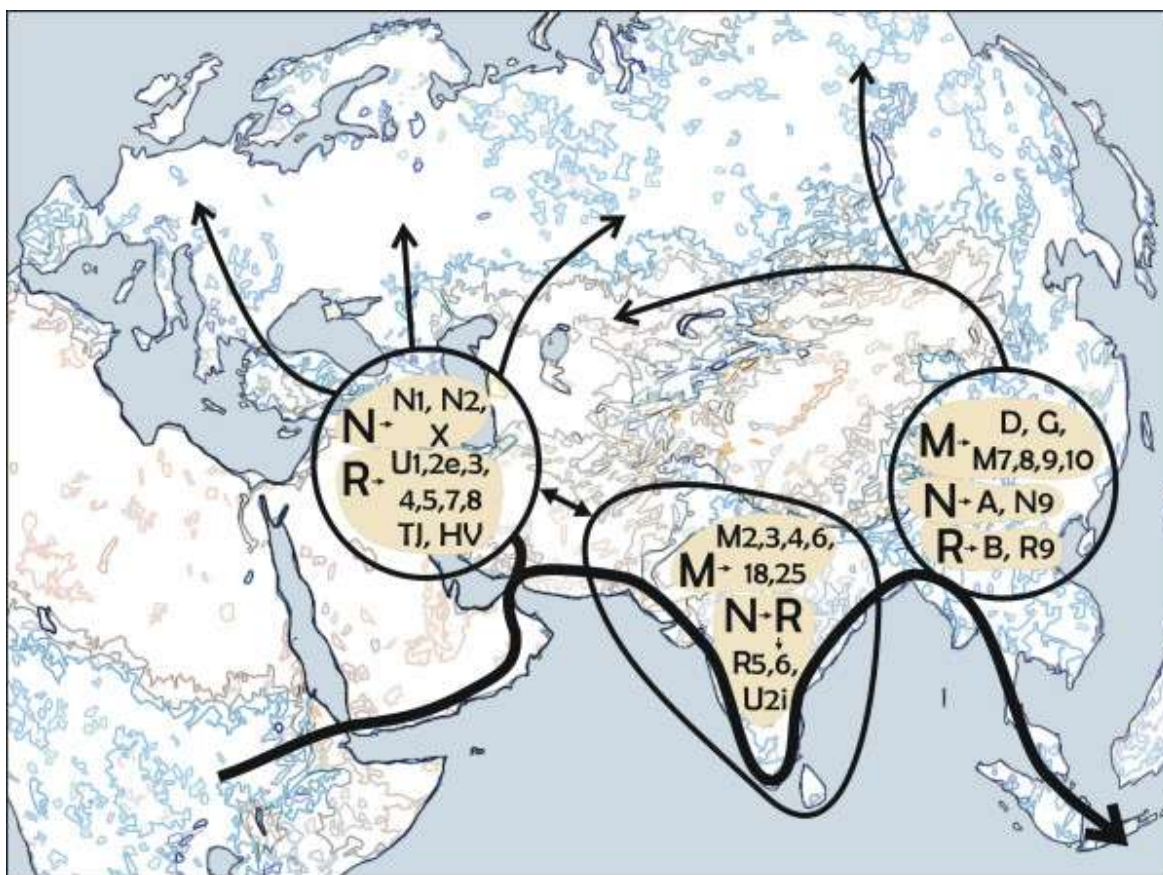 N→ N1, N2,
X
R→ U1,2e,3,
4,5,7,8
TJ, HV
M→ M2,3,4,6,
18,25
N→R
↓
R5,6,
U2i
M→ D, G,
M7,8,9,10
N→A, N9
R→B, R9